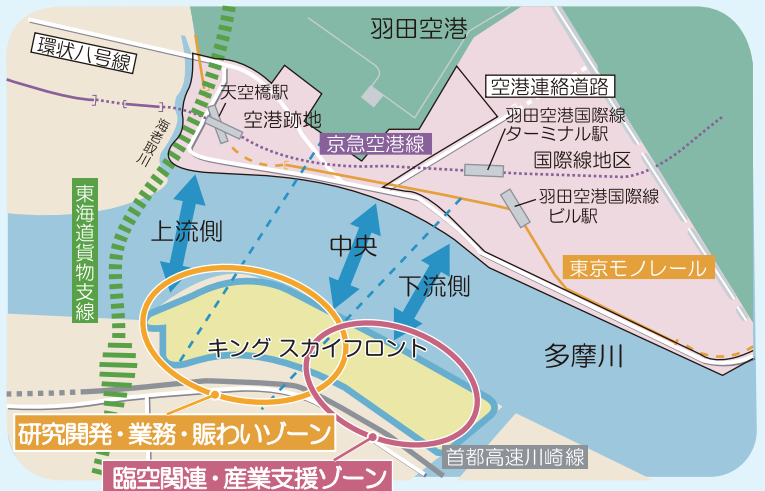 羽田空港
環状八号線
天空橋駅
空港跡地
海老取川
空港連絡道路
羽田空港国際線
ターミナル駅
京急空港線
国際線地区
羽田空港国際線
ビル駅
東海道貨物支線
上流側
中央
下流側
東京モノレール
キング スカイフロント
多摩川
研究開発・業務・賑わいゾーン
首都高速川崎線
臨空関連・産業支援ゾーン